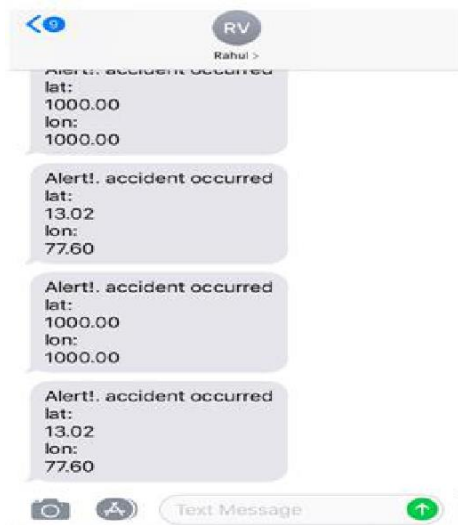 9
RV
Rahul >
Alert!. accident occurred
lat:
1000.00
lon:
1000.00
Alert!. accident occurred
lat:
13.02
lon:
77.60
Alert!. accident occurred
lat:
1000.00
lon:
1000.00
Alert!. accident occurred
lat:
13.02
lon:
77.60
Text Message